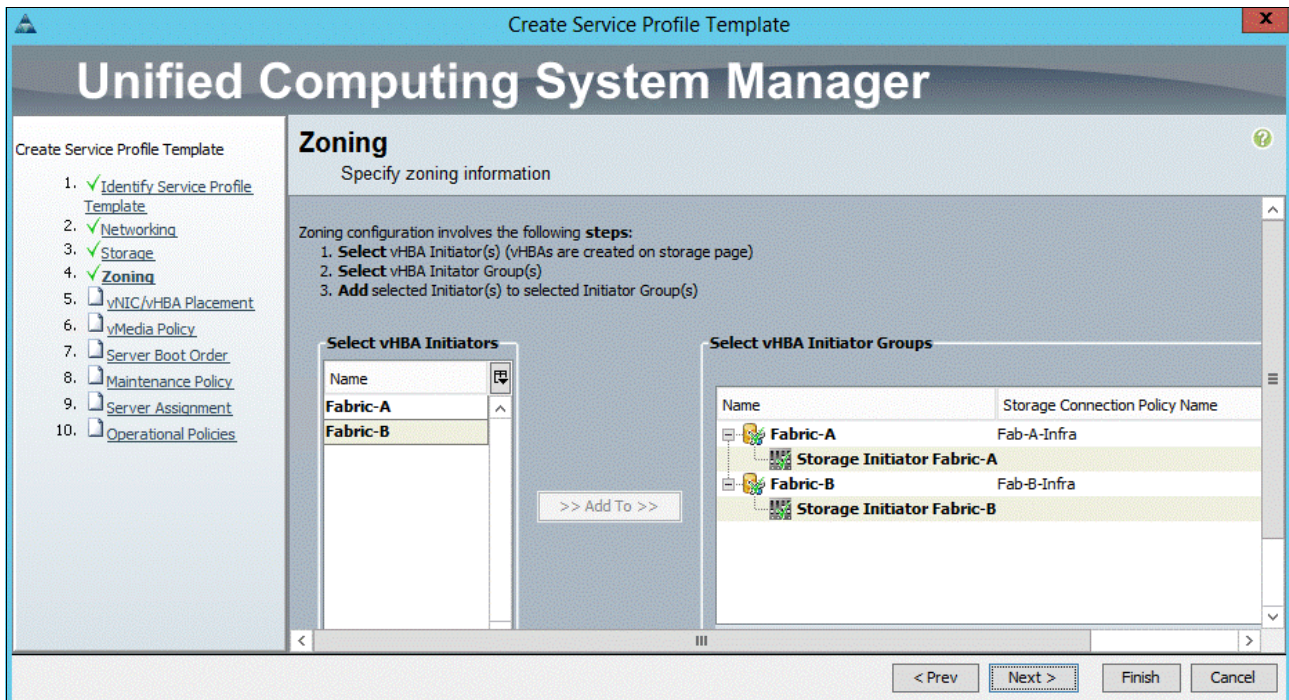 Create Service Profile Template
X
Unified Computing System Manager
Create Service Profile Template
1. Identify Service Profile
Template
2. Networking
3. Storage
4. Zoning
5. vNIC/vHBA Placement
6. vMedia Policy
7. Server Boot Order
8. Maintenance Policy
9. Server Assignment
10. Operational Policies
Zoning
?
Specify zoning information
Zoning configuration involves the following steps:
1. Select vHBA Initiator(s) (vHBAs are created on storage page)
2. Select vHBA Initator Group(s)
3. Add selected Initiator(s) to selected Initiator Group(s)
Select vHBA Initiators
Name
Fabric-A
Fabric-B
>> Add To >>
Select vHBA Initiator Groups
Name Storage Connection Policy Name
Fabric-A Fab-A-Infra
Storage Initiator Fabric-A
Fabric-B Fab-B-Infra
Storage Initiator Fabric-B
< Prev Next > Finish Cancel